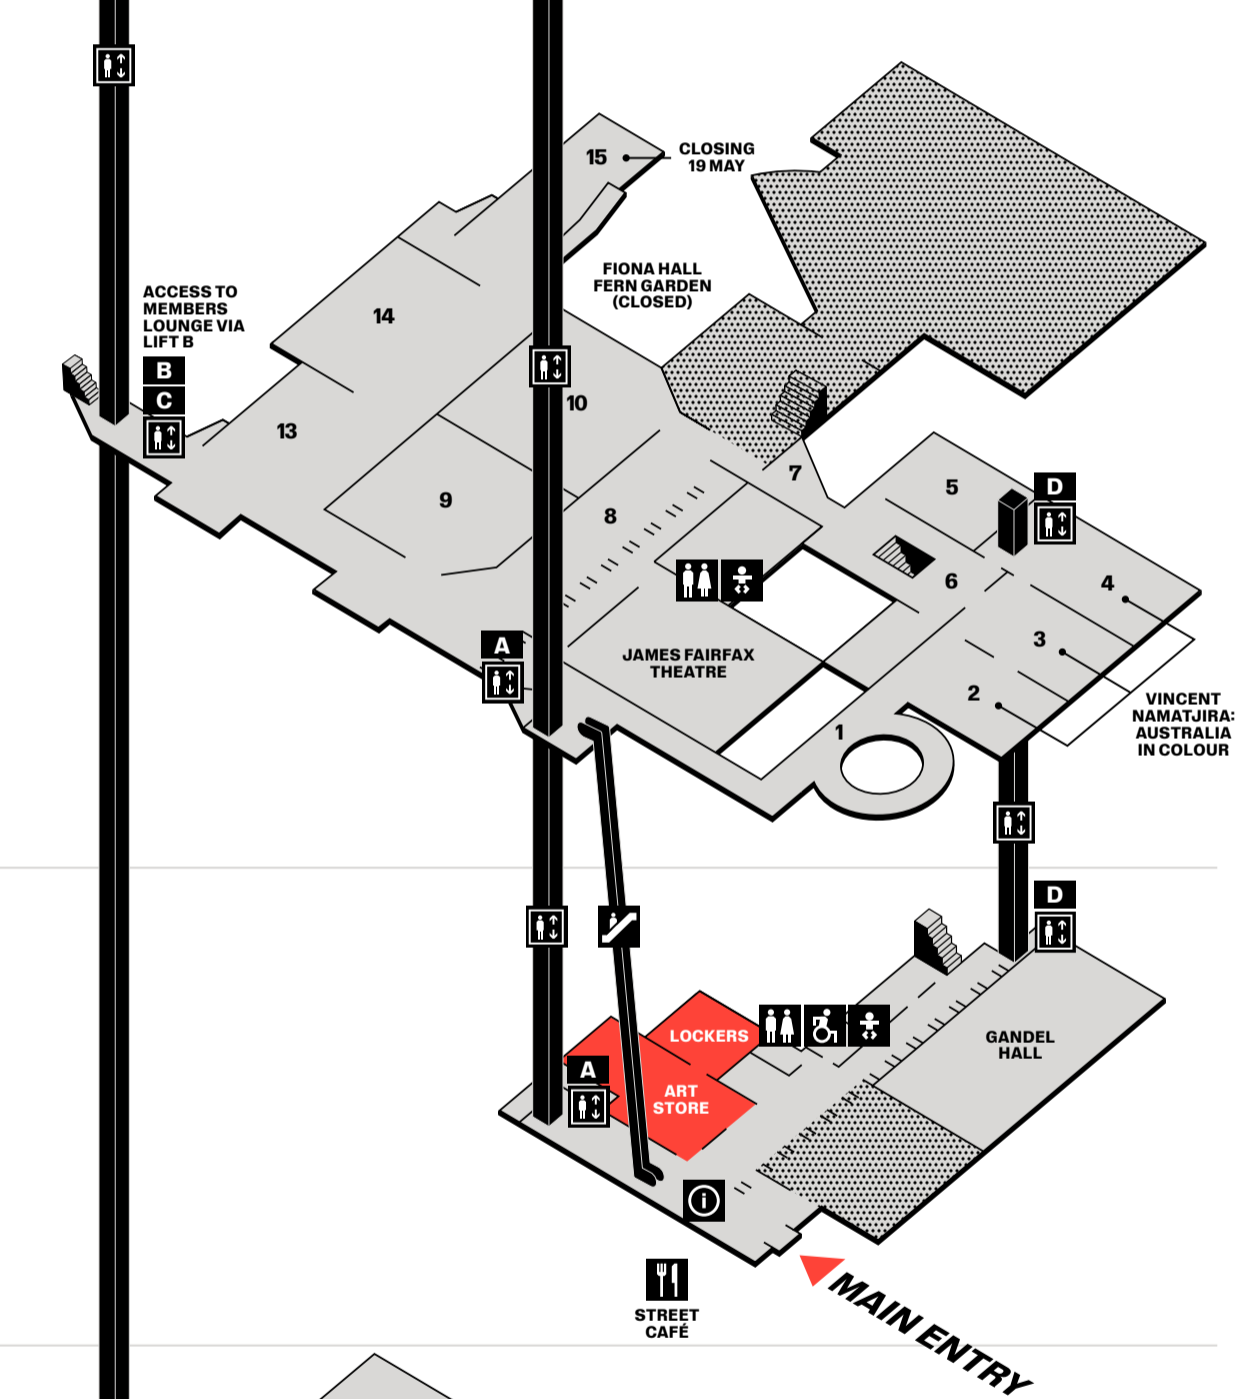 15
CLOSING
19 MAY
FIONA HALL
FERN GARDEN
(CLOSED)
ACCESS TO
MEMBERS
LOUNGE VIA
LIFT B
B
C
14
13
10
9
8
7
5
D
6
4
3
2
1
A
JAMES FAIRFAX
THEATRE
VINCENT
NAMATJIRA:
AUSTRALIA
IN COLOUR
D
LOCKERS
GANDEL
HALL
A
ART
STORE
i
STREET
CAFÉ
MAIN ENTRY